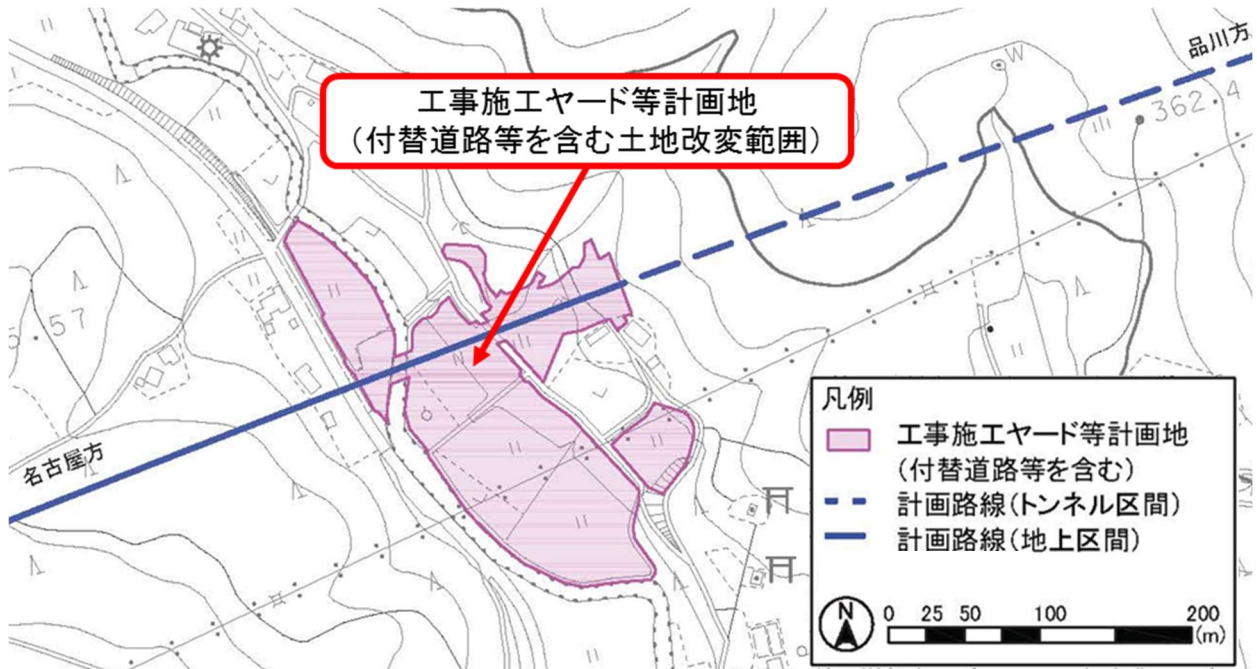 品川方
工事施工ヤード等計画地
(付替道路等を含む土地改変範囲)
W
362.4
57
名古屋方
凡例
工事施工ヤード等計画地
(付替道路等を含む)
計画路線(トンネル区間)
計画路線(地上区間)
N
0 25 50 100 200
(m)